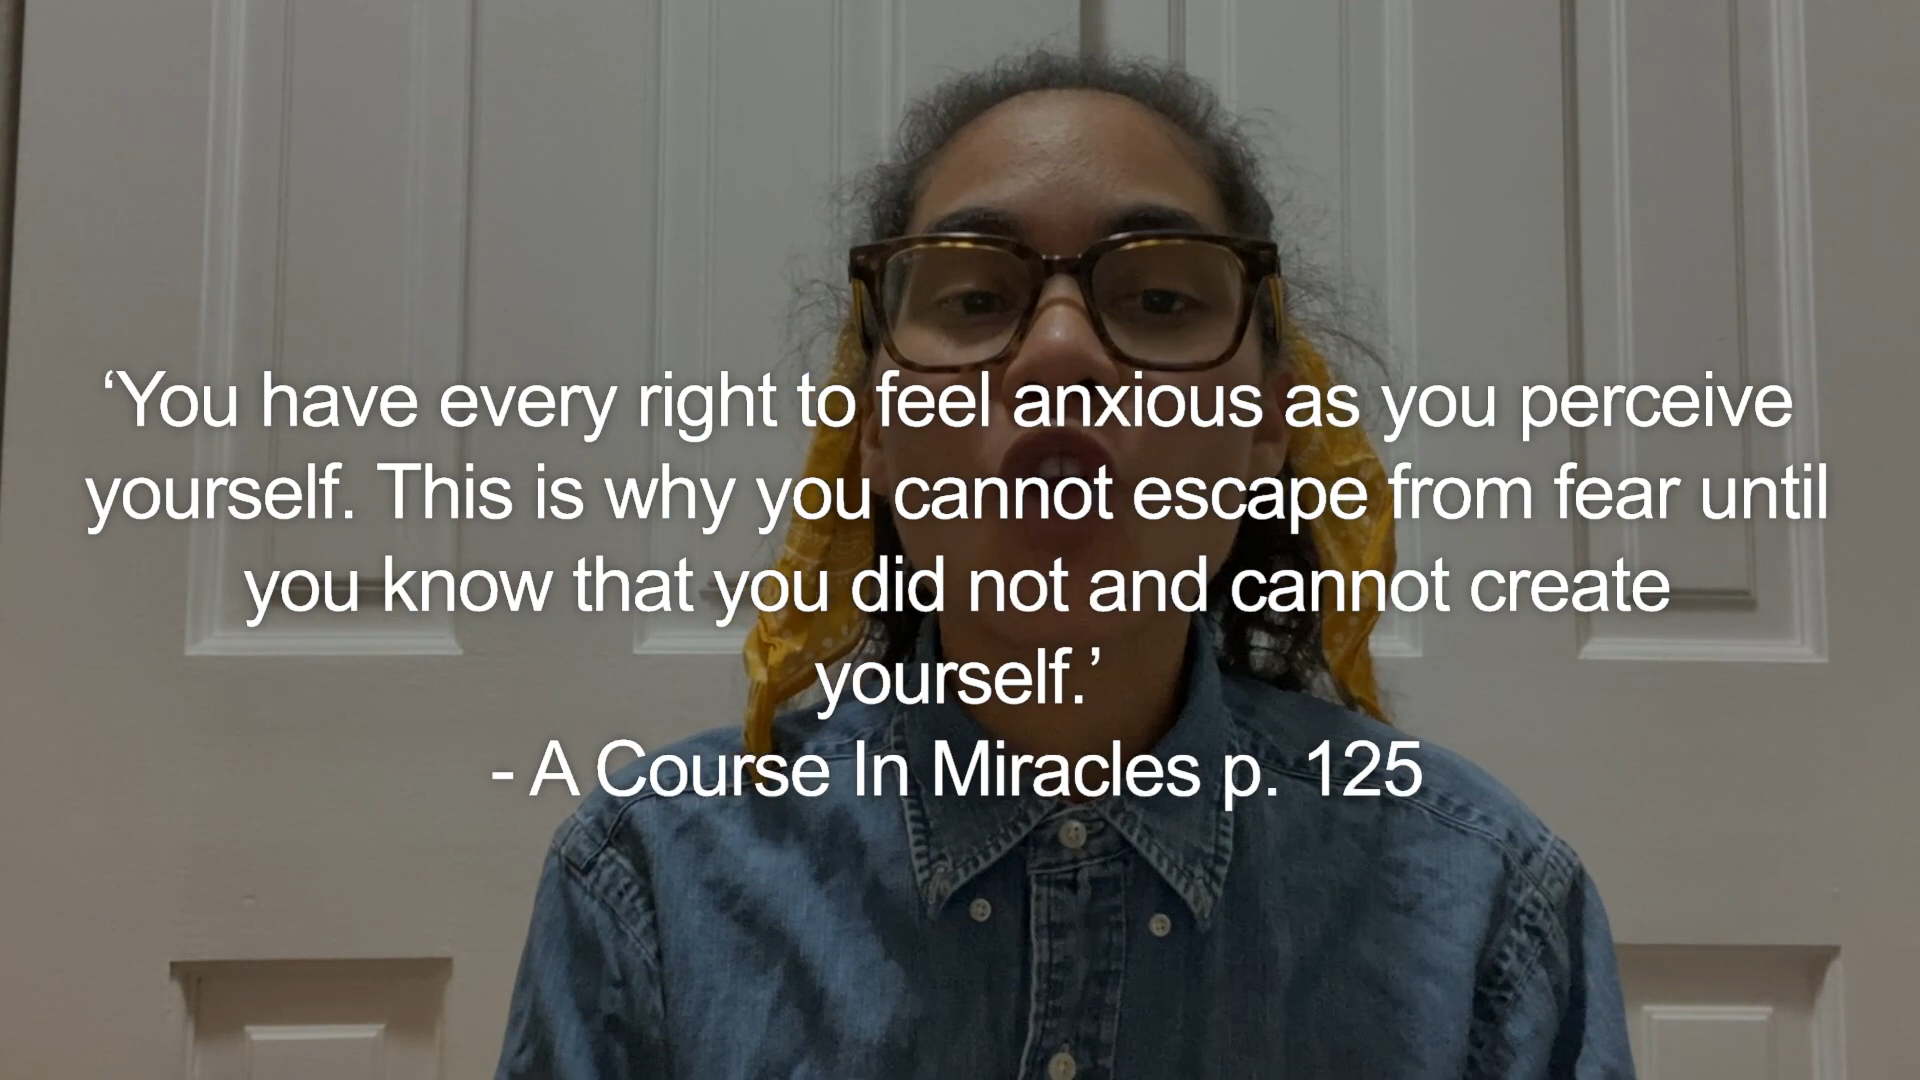 ‘You have every right to feel anxious as you perceive
yourself. This is why you cannot escape from fear until
you know that you did not and cannot create
yourself.’
- A Course In Miracles p. 125